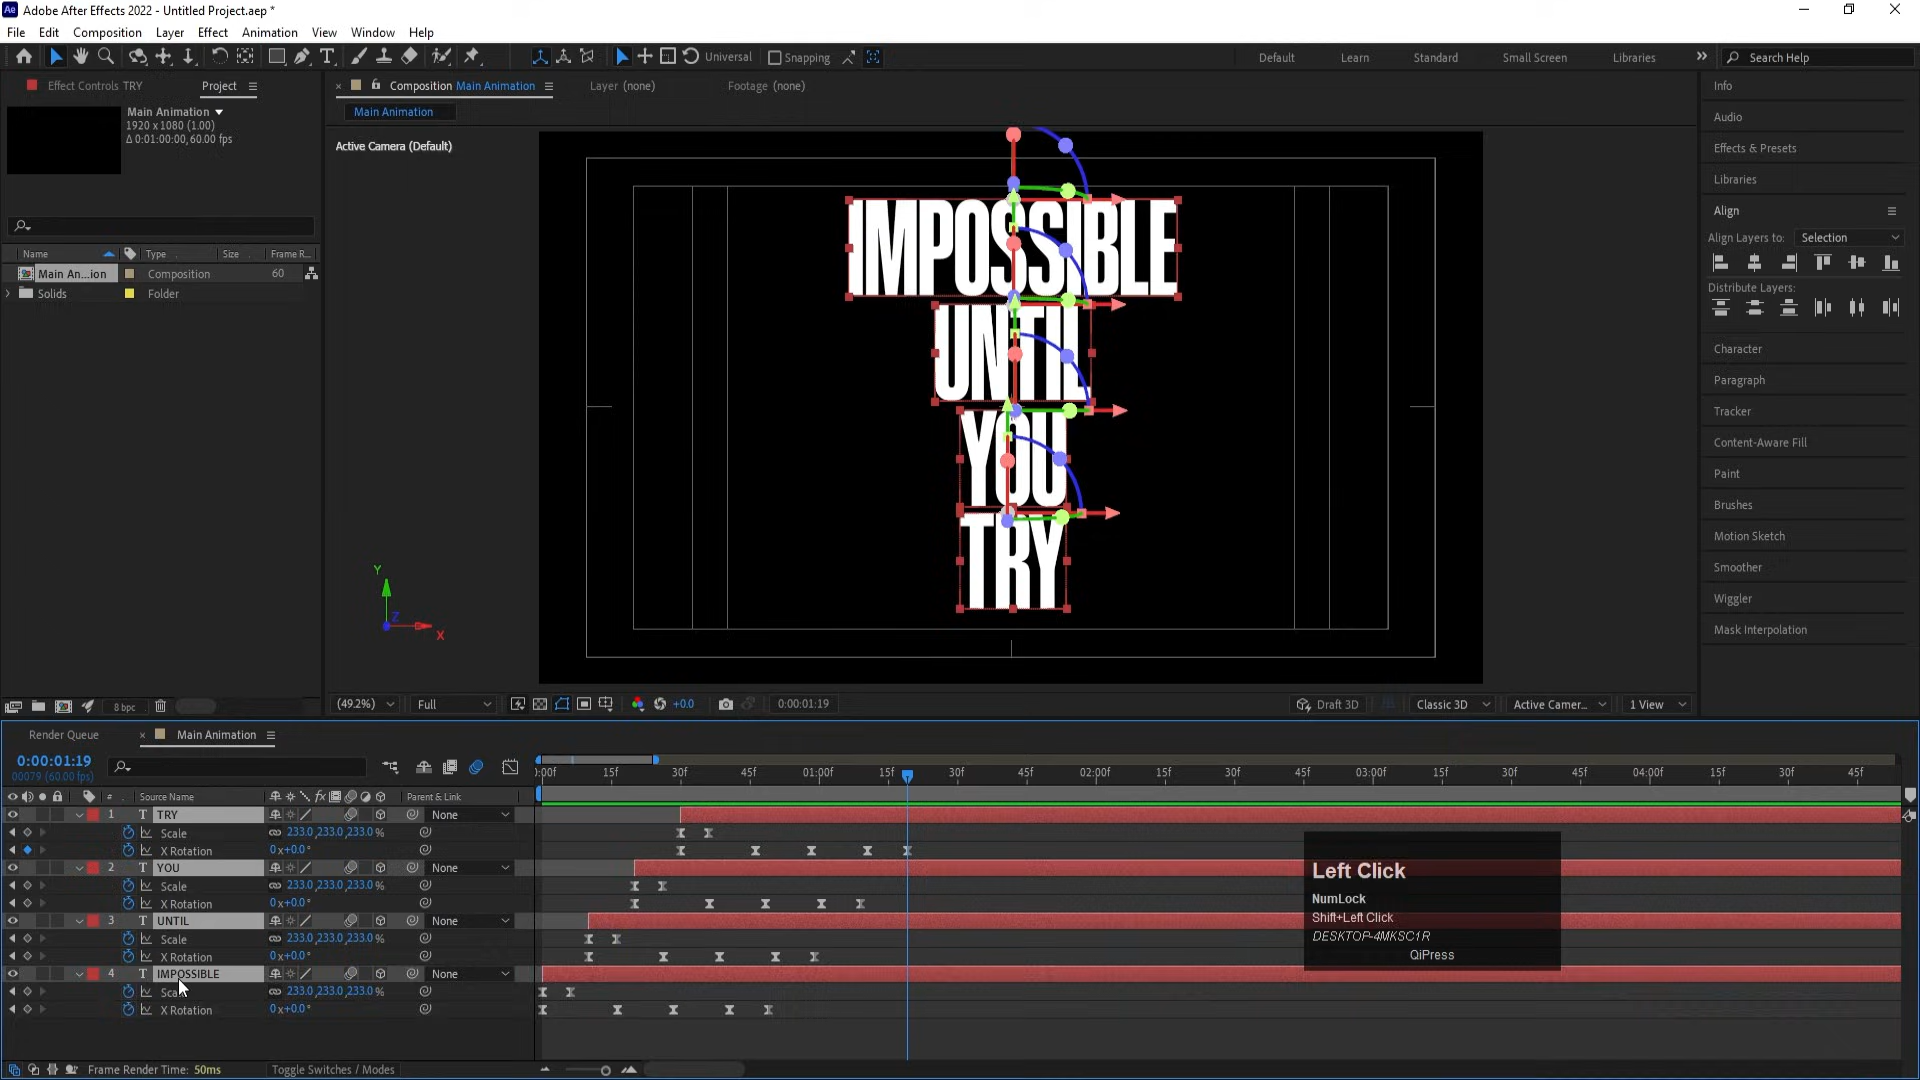 Adobe After Effects 2022 - Untitled Project.aep *
File Edit Composition Layer Effect Animation View Window Help
Universal Snapping Default Learn Standard Small Screen Libraries Search Help
Effect Controls TRY Project
Composition Main Animation Layer (none) Footage (none)
Main Animation
1920 x 1080 (1.00)
Δ 0:01:00:00, 60.00 fps
Main Animation
Active Camera (Default)
Name Type Size Frame R...
Main An...ion Composition 60
Solids Folder
IMPOSSIBLE
UNTIL
YOU
TRY
Y
Z
X
Info
Audio
Effects & Presets
Libraries
Align
Align Layers to: Selection
Distribute Layers:
Character
Paragraph
Tracker
Content-Aware Fill
Paint
Brushes
Motion Sketch
Smoother
Wiggler
Mask Interpolation
8 bpc
(49.2%) Full +0.0 0:00:01:19 Draft 3D Classic 3D Active Camer... 1 View
Render Queue Main Animation
0:00:01:19
00079 (60.00 fps)
:00f 15f 30f 45f 01:00f 15f 30f 45f 02:00f 15f 30f 45f 03:00f 15f 30f 45f 04:00f 15f 30f 45f
# Source Name fx Parent & Link
1 T TRY None
Scale 233.0,233.0,233.0 %
X Rotation 0x+0.0°
2 T YOU None
Scale 233.0,233.0,233.0 %
X Rotation 0x+0.0°
3 T UNTIL None
Scale 233.0,233.0,233.0 %
X Rotation 0x+0.0°
4 T IMPOSSIBLE None
Scale 233.0,233.0,233.0 %
X Rotation 0x+0.0°
Left Click
NumLock
Shift+Left Click
DESKTOP-4MKSC1R
QiPress
Frame Render Time: 50ms Toggle Switches / Modes